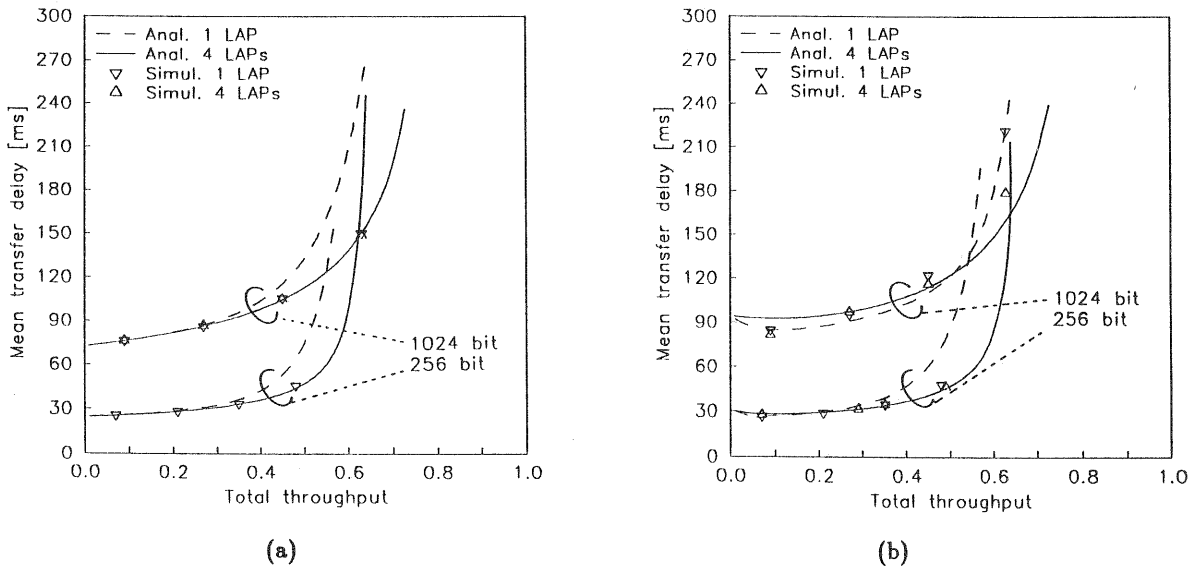 300
270
240
210
180
150
120
90
60
30
0
Mean transfer delay [ms]
Anal. 1 LAP
Anal. 4 LAPs
Simul. 1 LAP
Simul. 4 LAPs
1024 bit
256 bit
0.0 0.2 0.4 0.6 0.8 1.0
Total throughput
(a)
300
270
240
210
180
150
120
90
60
30
0
Mean transfer delay [ms]
Anal. 1 LAP
Anal. 4 LAPs
Simul. 1 LAP
Simul. 4 LAPs
1024 bit
256 bit
0.0 0.2 0.4 0.6 0.8 1.0
Total throughput
(b)